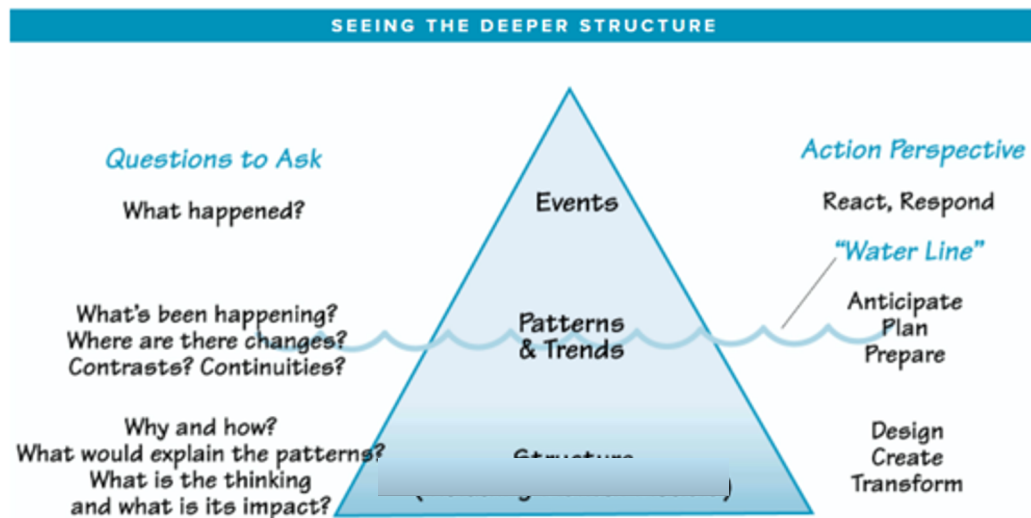 SEEING THE DEEPER STRUCTURE
Questions to Ask
What happened?
What's been happening?
Where are there changes?
Contrasts? Continuities?
Why and how?
What would explain the patterns?
What is the thinking
and what is its impact?
Events
Patterns
& Trends
Action Perspective
React, Respond
"Water Line"
Anticipate
Plan
Prepare
Design
Create
Transform